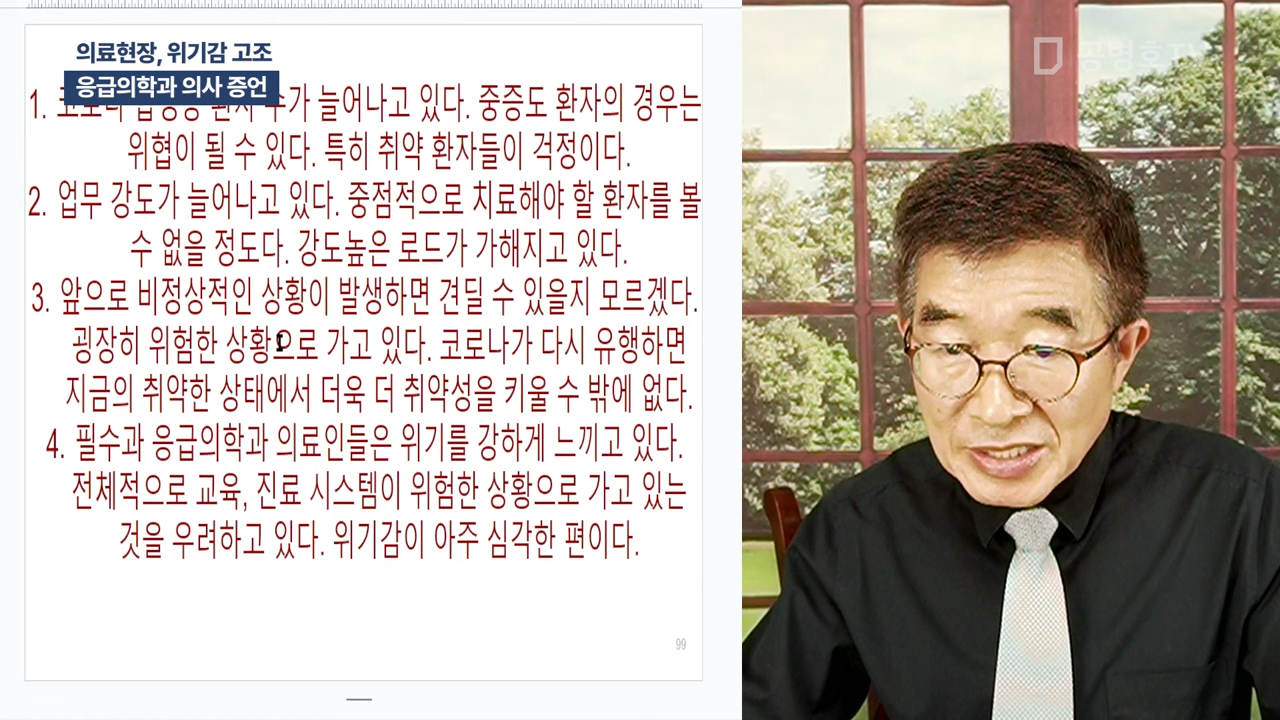 의료현장, 위기감 고조
응급의학과 의사 증언
공병호TV
1. 수가 늘어나고 있다. 중증도 환자의 경우는
위협이 될 수 있다. 특히 취약 환자들이 걱정이다.
2. 업무 강도가 늘어나고 있다. 중점적으로 치료해야 할 환자를 볼
수 없을 정도다. 강도높은 로드가 가해지고 있다.
3. 앞으로 비정상적인 상황이 발생하면 견딜 수 있을지 모르겠다.
굉장히 위험한 상황으로 가고 있다. 코로나가 다시 유행하면
지금의 취약한 상태에서 더욱 더 취약성을 키울 수 밖에 없다.
4. 필수과 응급의학과 의료인들은 위기를 강하게 느끼고 있다.
전체적으로 교육, 진료 시스템이 위험한 상황으로 가고 있는
것을 우려하고 있다. 위기감이 아주 심각한 편이다.
99